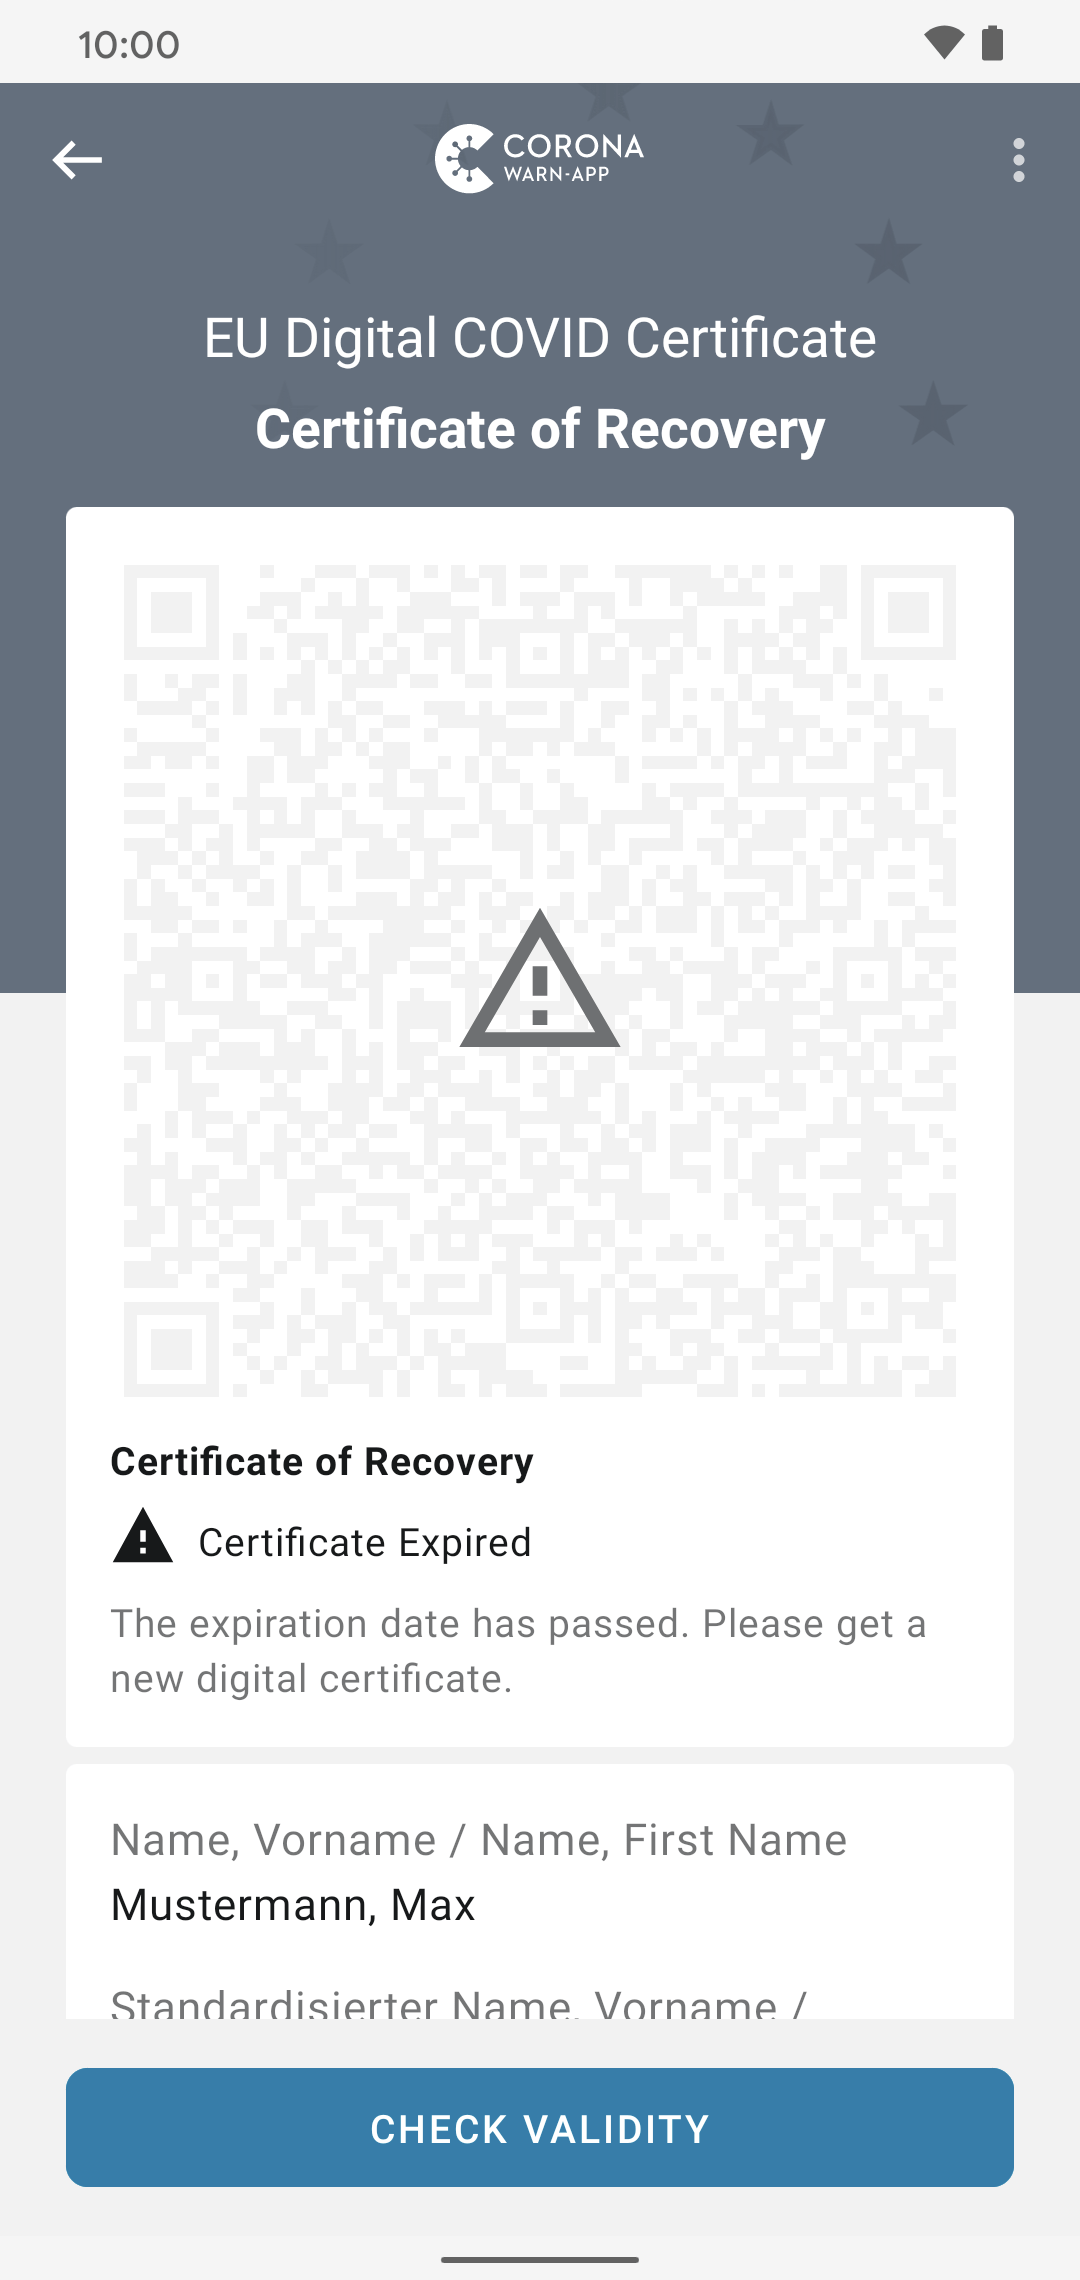 10:00
CORONA
WARN-APP
EU Digital COVID Certificate
Certificate of Recovery
Certificate of Recovery
Certificate Expired
The expiration date has passed. Please get a
new digital certificate.
Name, Vorname / Name, First Name
Mustermann, Max
Standardisierter Name, Vorname /
CHECK VALIDITY